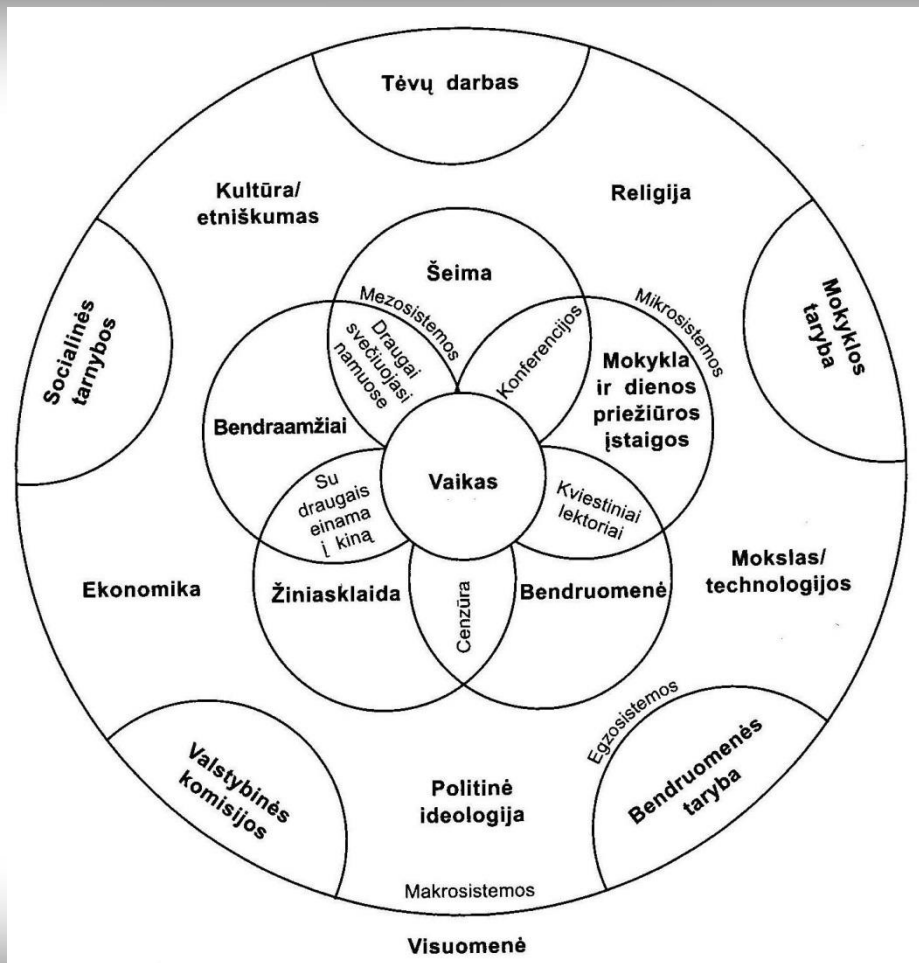 Tėvų darbas
Kultūra/
etniškumas
Religija
Šeima
Mezosistemos
Mikrosistemos
Socialinės
tarnybos
Mokyklos
taryba
Draugai
svečiuojasi
namuose
Konferencijos
Mokykla
ir dienos
priežiūros
įstaigos
Bendraamžiai
Vaikas
Su
draugais
einama
į kiną
Kviestiniai
lektoriai
Ekonomika
Žiniasklaida
Cenzūra
Bendruomenė
Mokslas/
technologijos
Egzosistemos
Valstybinės
komisijos
Politinė
ideologija
Bendruomenės
taryba
Makrosistemos
Visuomenė